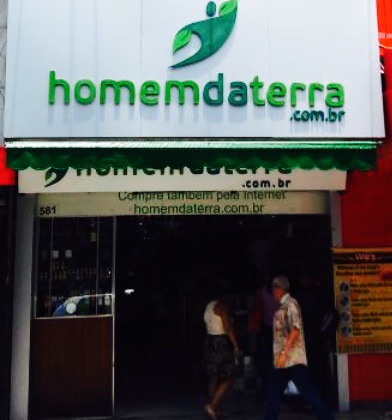 homemdaterra
.com.br
homemdaterra
.com.br
Compre também pela internet
homemdaterra.com.br
581